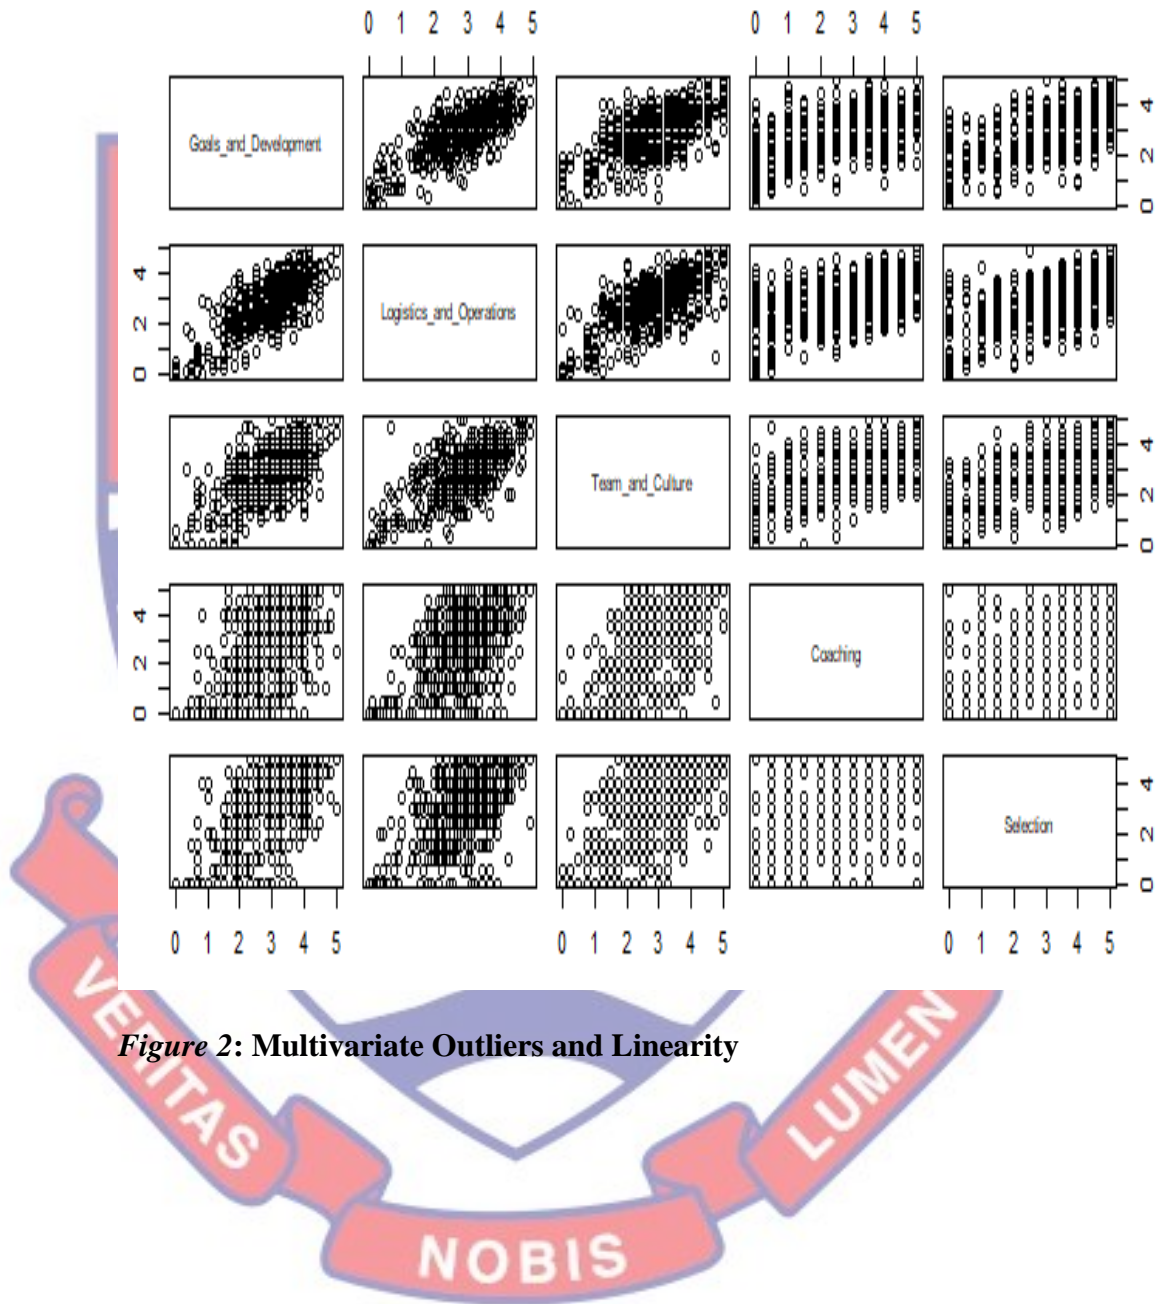 0 1 2 3 4 5 0 1 2 3 4 5
Goals_and_Development
0 2 4
0 2 4
Logistics_and_Operations
Team_and_Culture
0 2 4
0 2 4
Coaching
Selection
0 2 4
0 1 2 3 4 5 0 1 2 3 4 5 0 1 2 3 4 5
Figure 2: Multivariate Outliers and Linearity
VERITAS
NOBIS
LUMEN